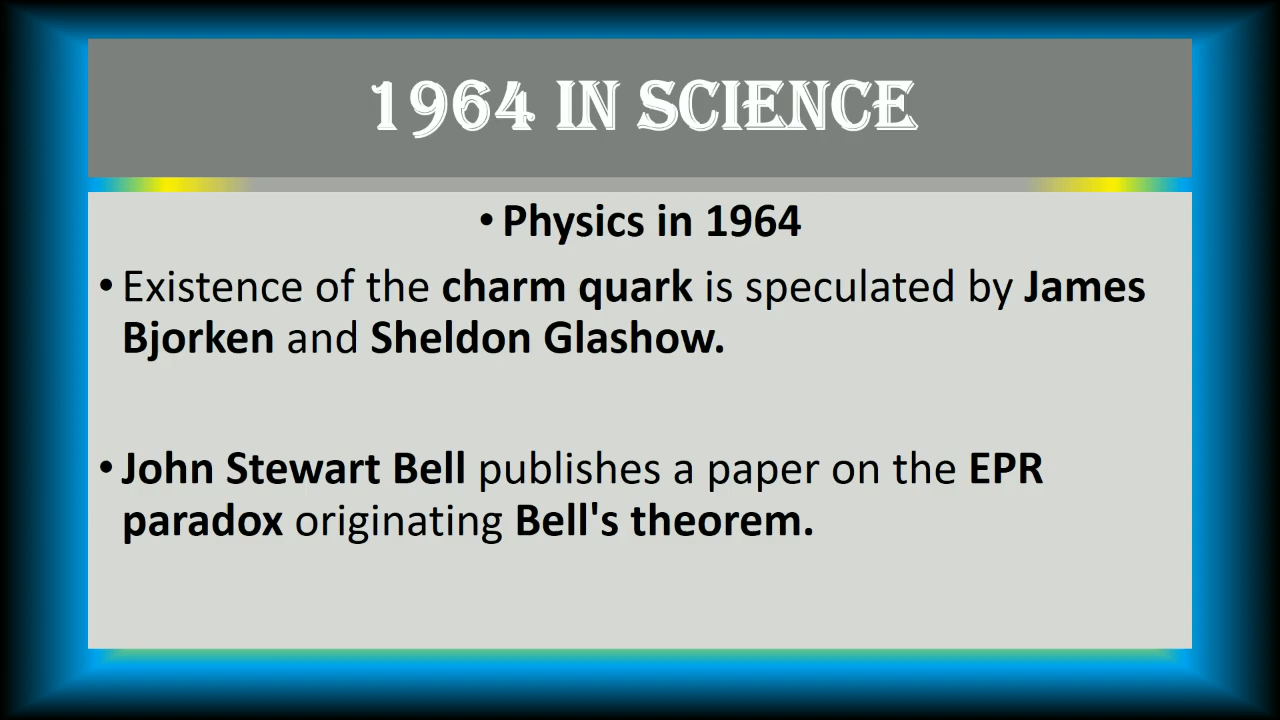 1964 IN SCIENCE
• Physics in 1964
• Existence of the charm quark is speculated by James
Bjorken and Sheldon Glashow.
• John Stewart Bell publishes a paper on the EPR
paradox originating Bell's theorem.